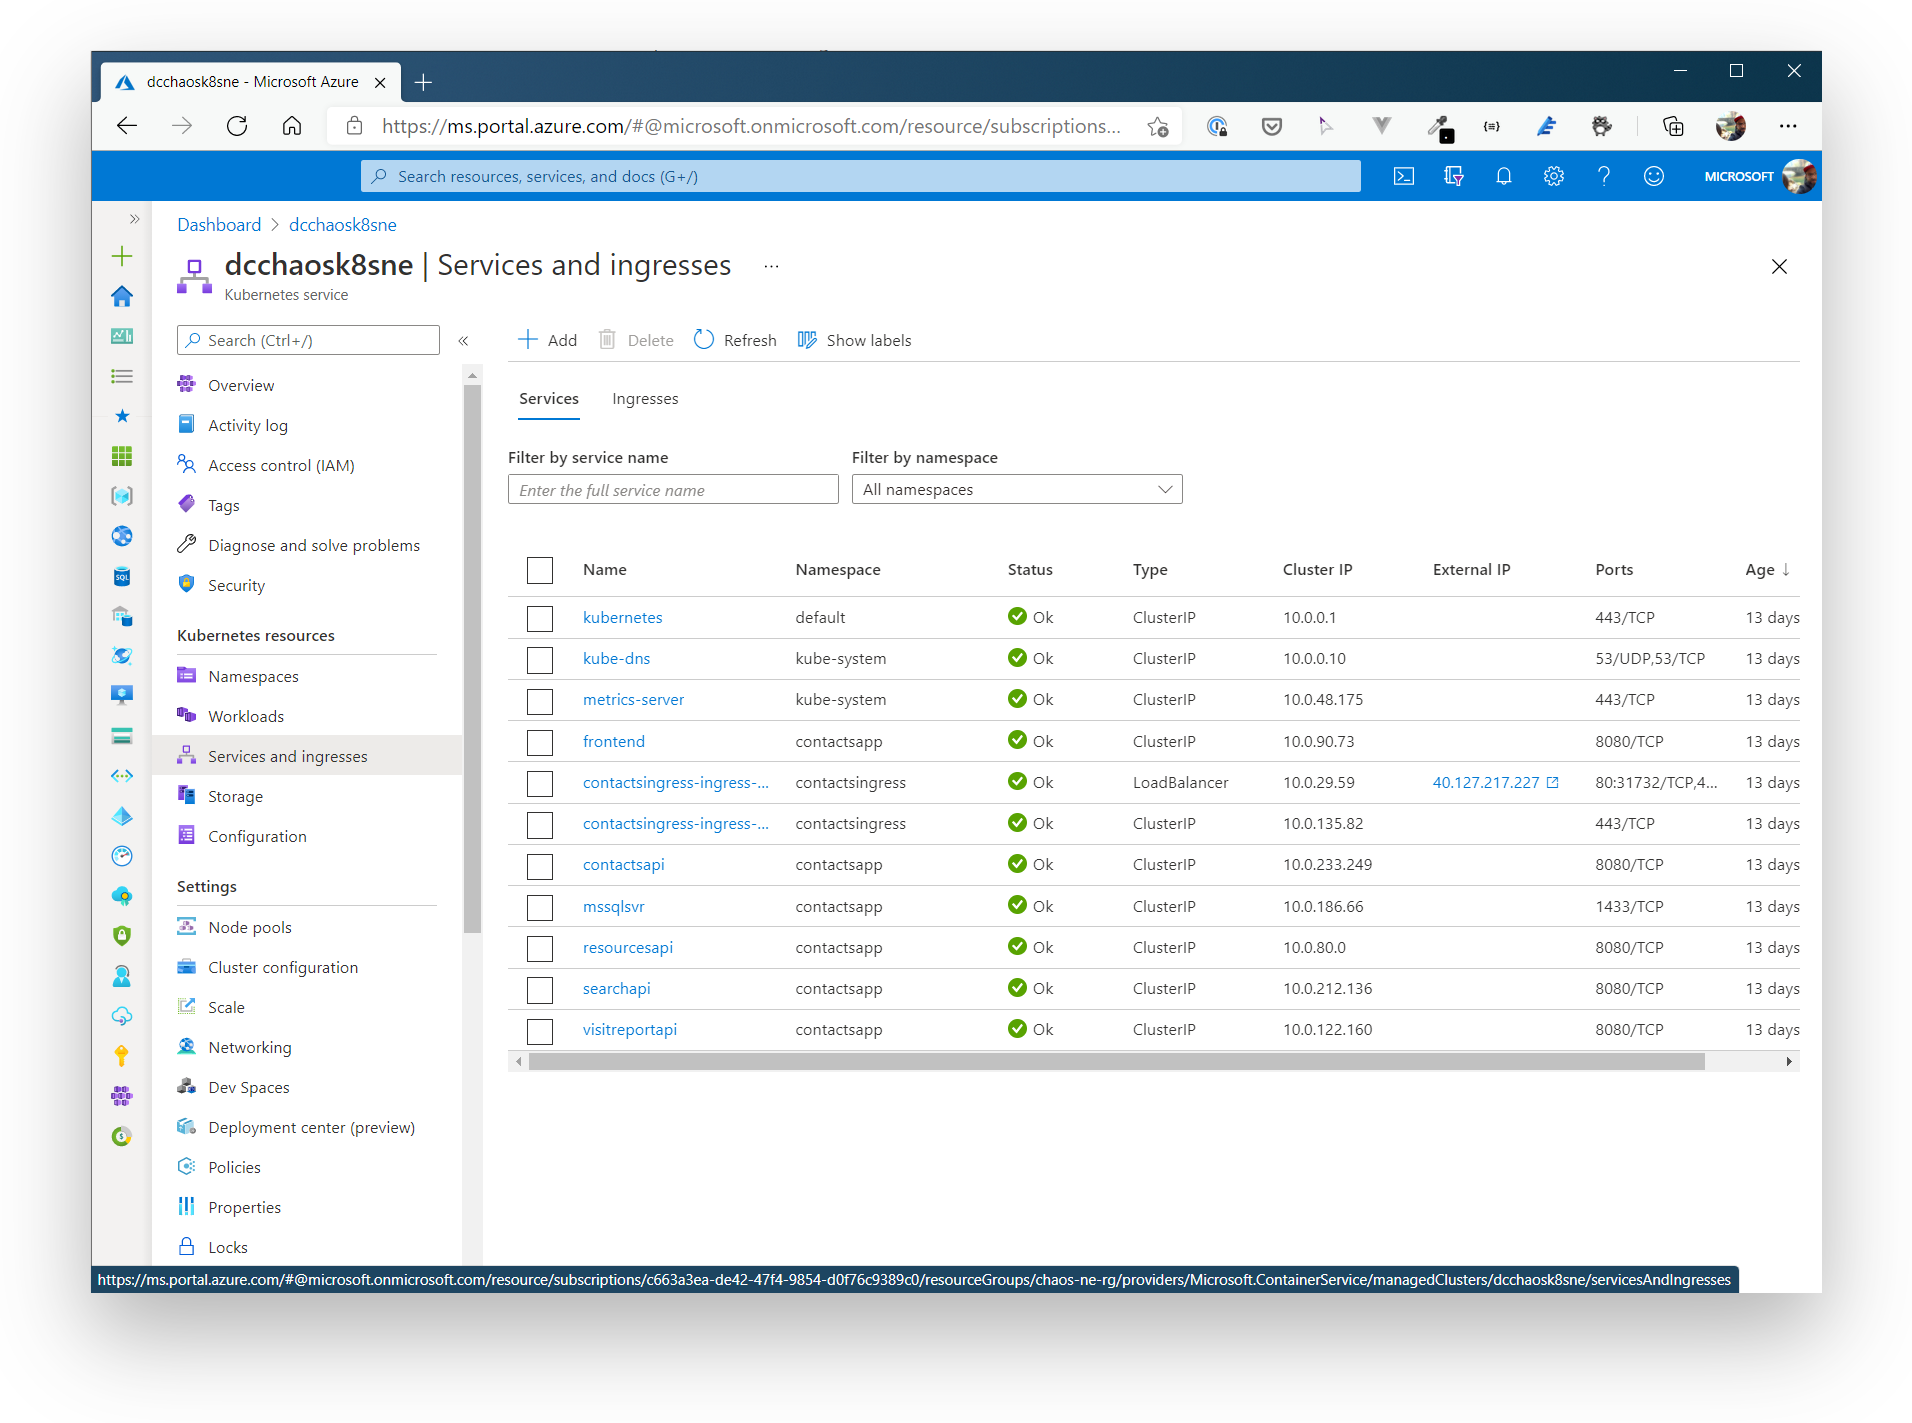 dcchaosk8sne - Microsoft Azure
https://ms.portal.azure.com/#@microsoft.onmicrosoft.com/resource/subscriptions...
Search resources, services, and docs (G+/)
MICROSOFT
Dashboard > dcchaosk8sne
dcchaosk8sne | Services and ingresses ...
Kubernetes service
Search (Ctrl+/)
Overview
Activity log
Access control (IAM)
Tags
Diagnose and solve problems
Security
Kubernetes resources
Namespaces
Workloads
Services and ingresses
Storage
Configuration
Settings
Node pools
Cluster configuration
Scale
Networking
Dev Spaces
Deployment center (preview)
Policies
Properties
Locks
Add Delete Refresh Show labels
Services Ingresses
Filter by service name Filter by namespace
Enter the full service name All namespaces
Name Namespace Status Type Cluster IP External IP Ports Age ↓
kubernetes default Ok ClusterIP 10.0.0.1 443/TCP 13 days
kube-dns kube-system Ok ClusterIP 10.0.0.10 53/UDP,53/TCP 13 days
metrics-server kube-system Ok ClusterIP 10.0.48.175 443/TCP 13 days
frontend contactsapp Ok ClusterIP 10.0.90.73 8080/TCP 13 days
contactsingress-ingress-... contactsingress Ok LoadBalancer 10.0.29.59 40.127.217.227 80:31732/TCP,4... 13 days
contactsingress-ingress-... contactsingress Ok ClusterIP 10.0.135.82 443/TCP 13 days
contactsapi contactsapp Ok ClusterIP 10.0.233.249 8080/TCP 13 days
mssqlsvr contactsapp Ok ClusterIP 10.0.186.66 1433/TCP 13 days
resourcesapi contactsapp Ok ClusterIP 10.0.80.0 8080/TCP 13 days
searchapi contactsapp Ok ClusterIP 10.0.212.136 8080/TCP 13 days
visitreportapi contactsapp Ok ClusterIP 10.0.122.160 8080/TCP 13 days
https://ms.portal.azure.com/#@microsoft.onmicrosoft.com/resource/subscriptions/c663a3ea-de42-47f4-9854-d0f76c9389c0/resourceGroups/chaos-ne-rg/providers/Microsoft.ContainerService/managedClusters/dcchaosk8sne/servicesAndIngresses